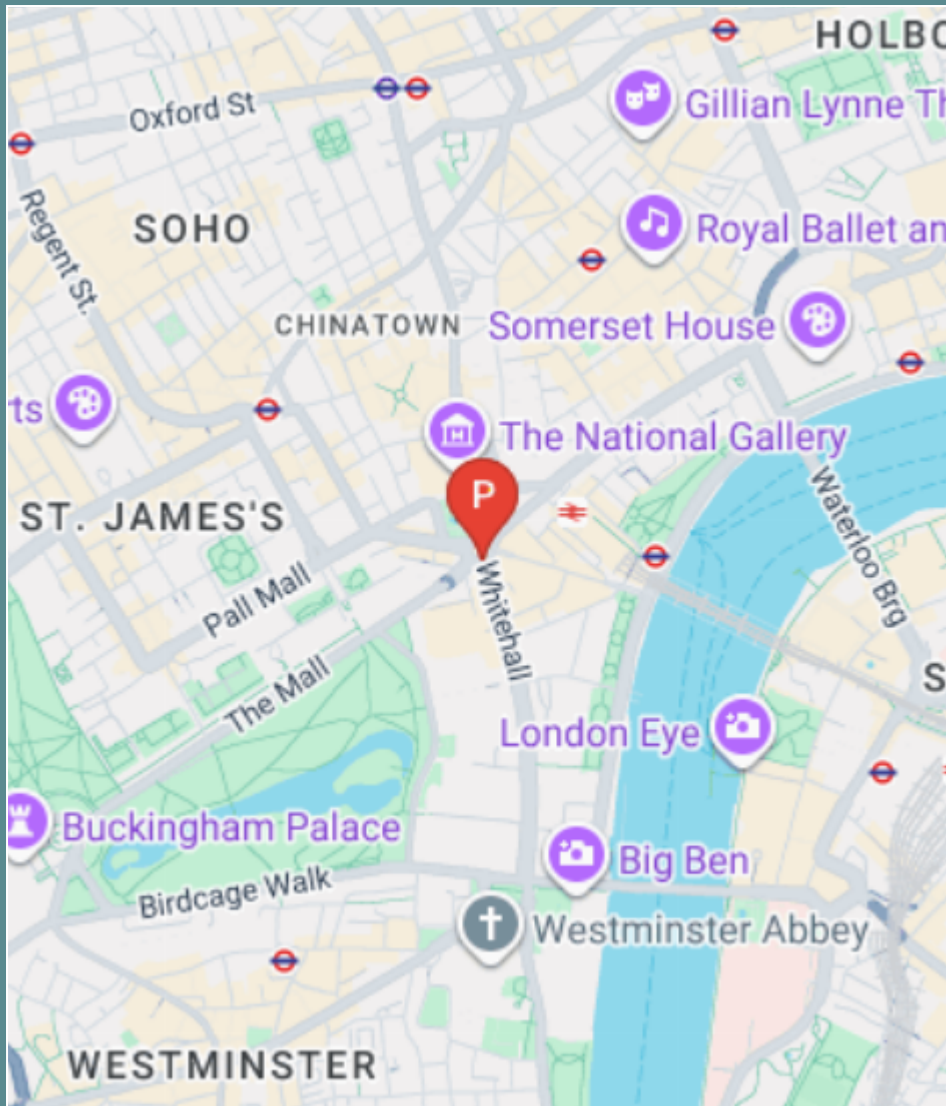 HOLBC
Oxford St
Gillian Lynne Th
Regent St.
SOHO
Royal Ballet an
CHINATOWN
Somerset House
rts
The National Gallery
P
ST. JAMES'S
Waterloo Brg
Pall Mall
Whitehall
The Mall
S
London Eye
Buckingham Palace
Big Ben
Birdcage Walk
Westminster Abbey
WESTMINSTER